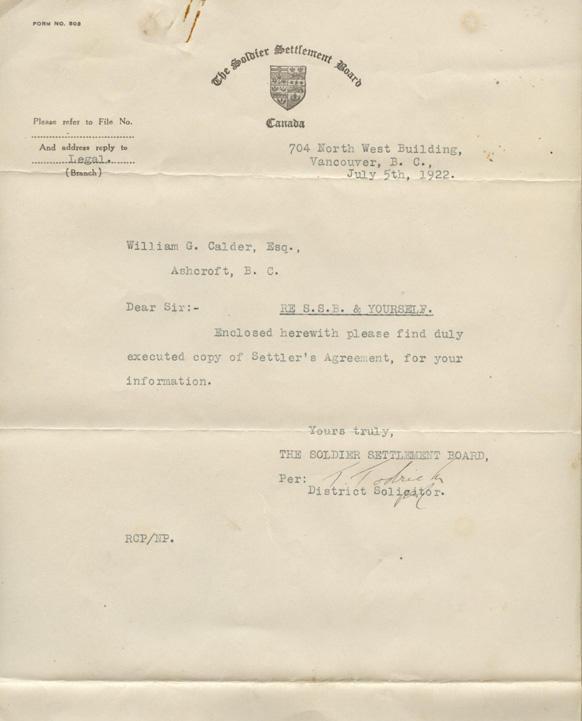 FORM NO. 802
The Soldier Settlement Board
Canada
Please refer to File No.
And address reply to
Legal.
(Branch)
704 North West Building,
Vancouver, B. C.,
July 5th, 1922.
William G. Calder, Esq.,
Ashcroft, B. C.
Dear Sir:- RE S.S.B. & YOURSELF.
Enclosed herewith please find duly
executed copy of Settler's Agreement, for your
information.
Yours truly,
THE SOLDIER SETTLEMENT BOARD,
Per:
District Solicitor.
RCP/NP.